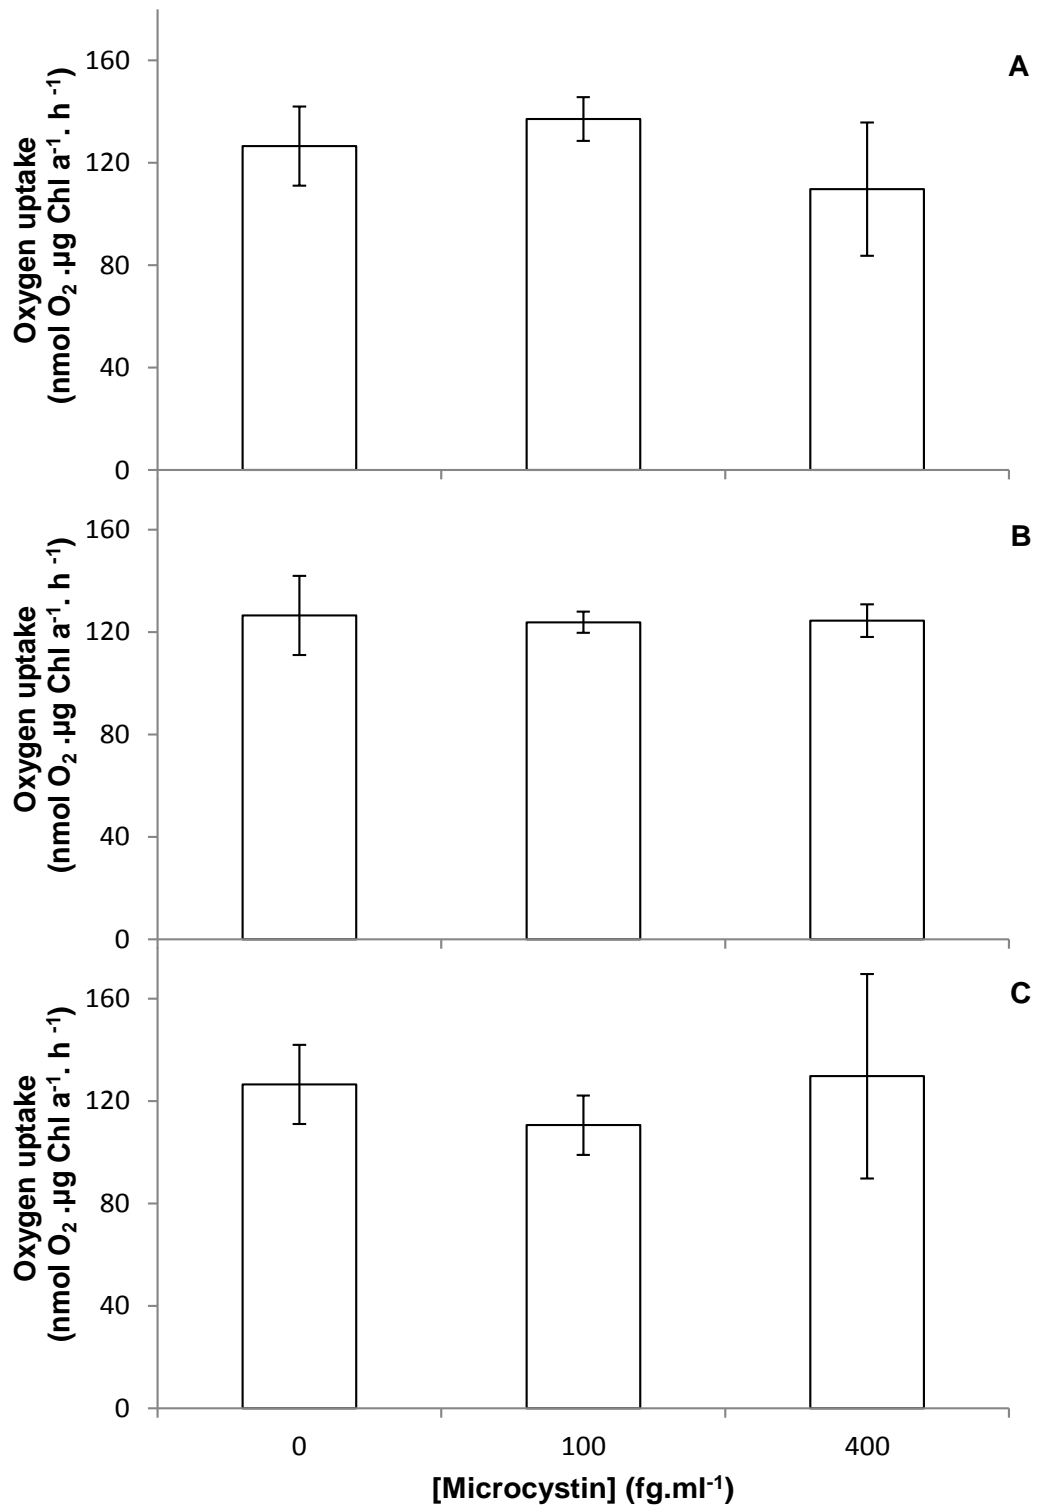 A
Oxygen uptake
(nmol O₂ .µg Chl a⁻¹. h ⁻¹)
160
120
80
40
0
B
Oxygen uptake
(nmol O₂ .µg Chl a⁻¹. h ⁻¹)
160
120
80
40
0
C
Oxygen uptake
(nmol O₂ .µg Chl a⁻¹. h ⁻¹)
160
120
80
40
0
0 100 400
[Microcystin] (fg.ml⁻¹)